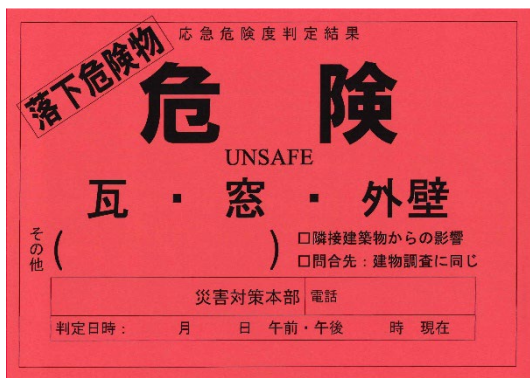 応急危険度判定結果
落下危険物
危 険
UNSAFE
瓦 ・ 窓 ・ 外壁
その他 ( )
□隣接建築物からの影響
□問合先：建物調査に同じ
災害対策本部 電話
判定日時： 月 日 午前・午後 時 現在